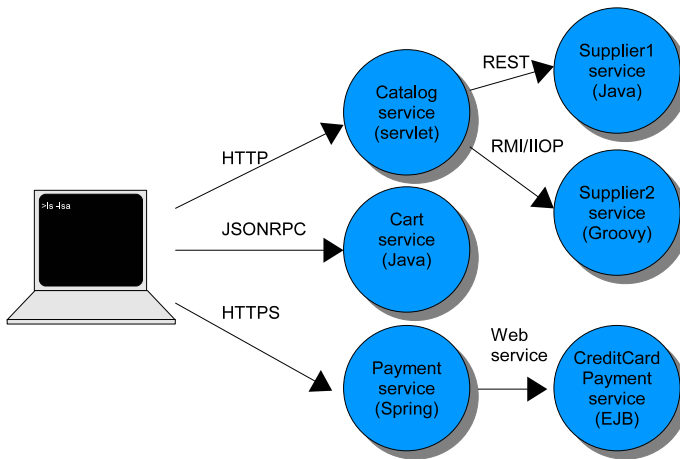 REST
Supplier1
service
(Java)
Catalog
service
(servlet)
HTTP
RMI/IIOP
Supplier2
service
(Groovy)
>ls -lsa
JSONRPC
Cart
service
(Java)
HTTPS
Payment
service
(Spring)
Web
service
CreditCard
Payment
service
(EJB)